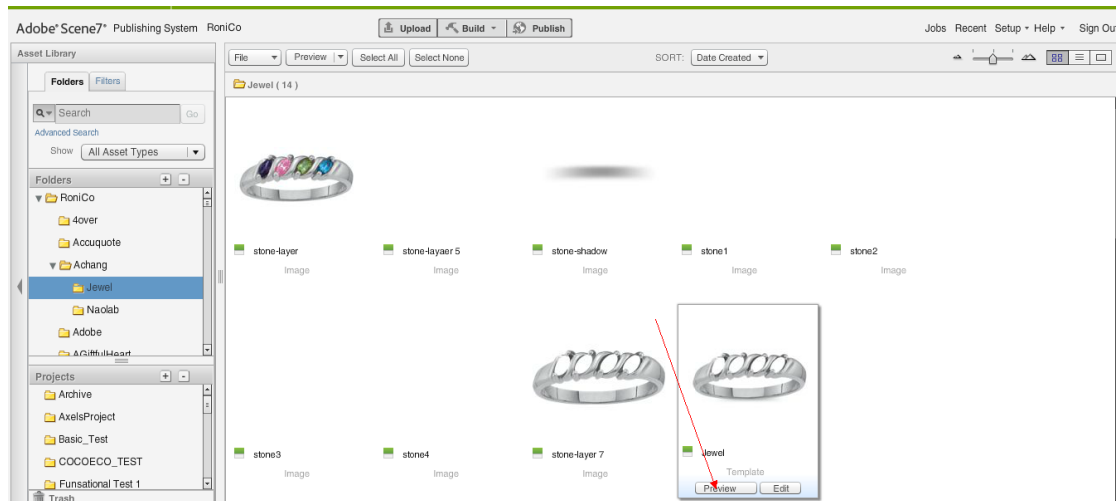 Adobe® Scene7® Publishing System RoniCo Upload Build Publish Jobs Recent Setup Help Sign Ou
Asset Library
File Preview Select All Select None SORT: Date Created
Folders Filters
Jewel ( 14 )
Search Go
Advanced Search
Show All Asset Types
Folders + -
RoniCo
4over
Accuquote
Achang
Jewel
Naolab
Adobe
AGiftfulHeart
Projects + -
Archive
AxelsProject
Basic_Test
COCOECO_TEST
Funsational Test 1
Trash
stone-layer stone-layaer 5 stone-shadow stone1 stone2
Image Image Image Image Image
stone3 stone4 stone-layer 7 Jewel
Image Image Image Template
Preview Edit